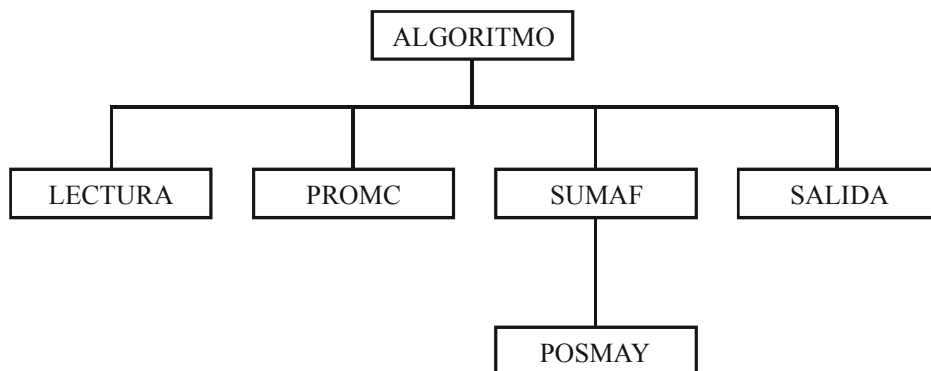 ALGORITMO
LECTURA
PROMC
SUMAF
SALIDA
POSMAY